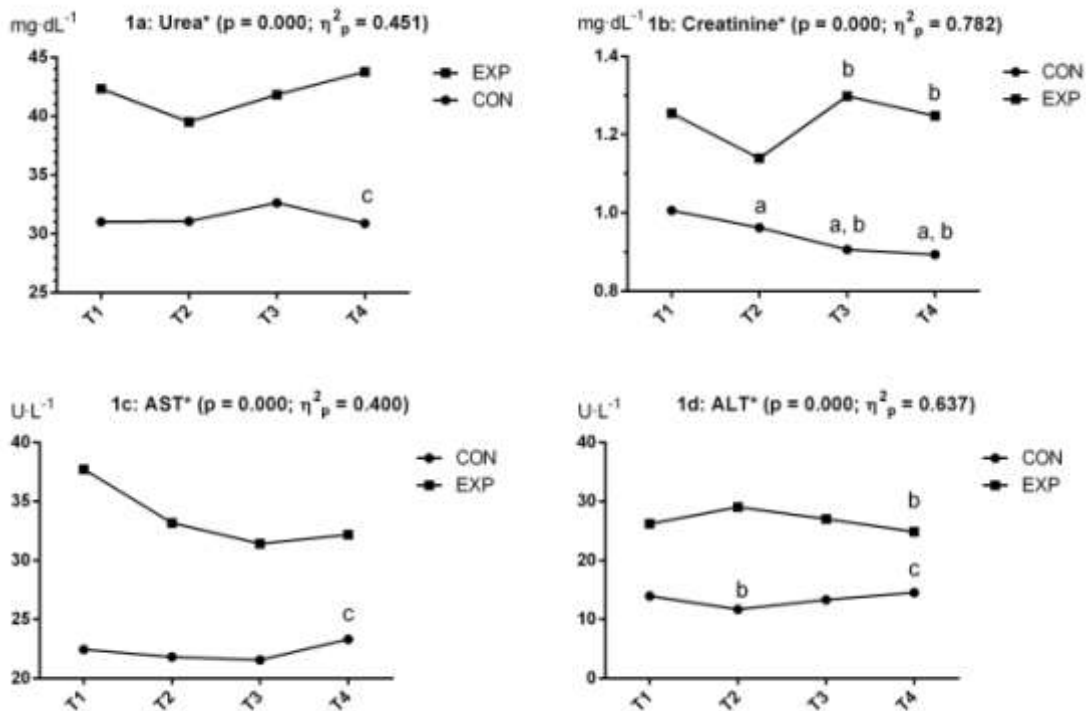 mg·dL⁻¹ 1a: Urea* (p = 0.000; η²ₚ = 0.451)
45
40
35
30
25
c
T1 T2 T3 T4
EXP
CON
mg·dL⁻¹ 1b: Creatinine* (p = 0.000; η²ₚ = 0.782)
1.4
1.2
1.0
0.8
b
b
a
a, b
a, b
T1 T2 T3 T4
CON
EXP
U·L⁻¹ 1c: AST* (p = 0.000; η²ₚ = 0.400)
40
35
30
25
20
c
T1 T2 T3 T4
CON
EXP
U·L⁻¹ 1d: ALT* (p = 0.000; η²ₚ = 0.637)
40
30
20
10
0
b
b
c
T1 T2 T3 T4
CON
EXP